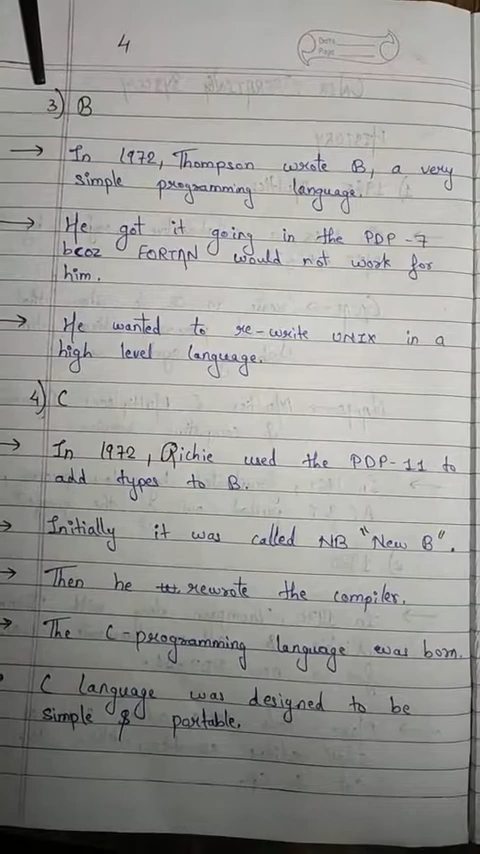 4
Date
Page
3) B
→ In 1972, Thompson wrote B, a very
simple programming language.
→ He got it going in the PDP-7
bcoz FORTAN would not work for
him.
→ He wanted to re-write UNIX in a
high level language.
4) C
→ In 1972, Richie used the PDP-11 to
add types to B.
→ Initially it was called NB "New B".
→ Then he rewrote the compiler.
→ The C-programming language was born.
C language was designed to be
simple & portable.